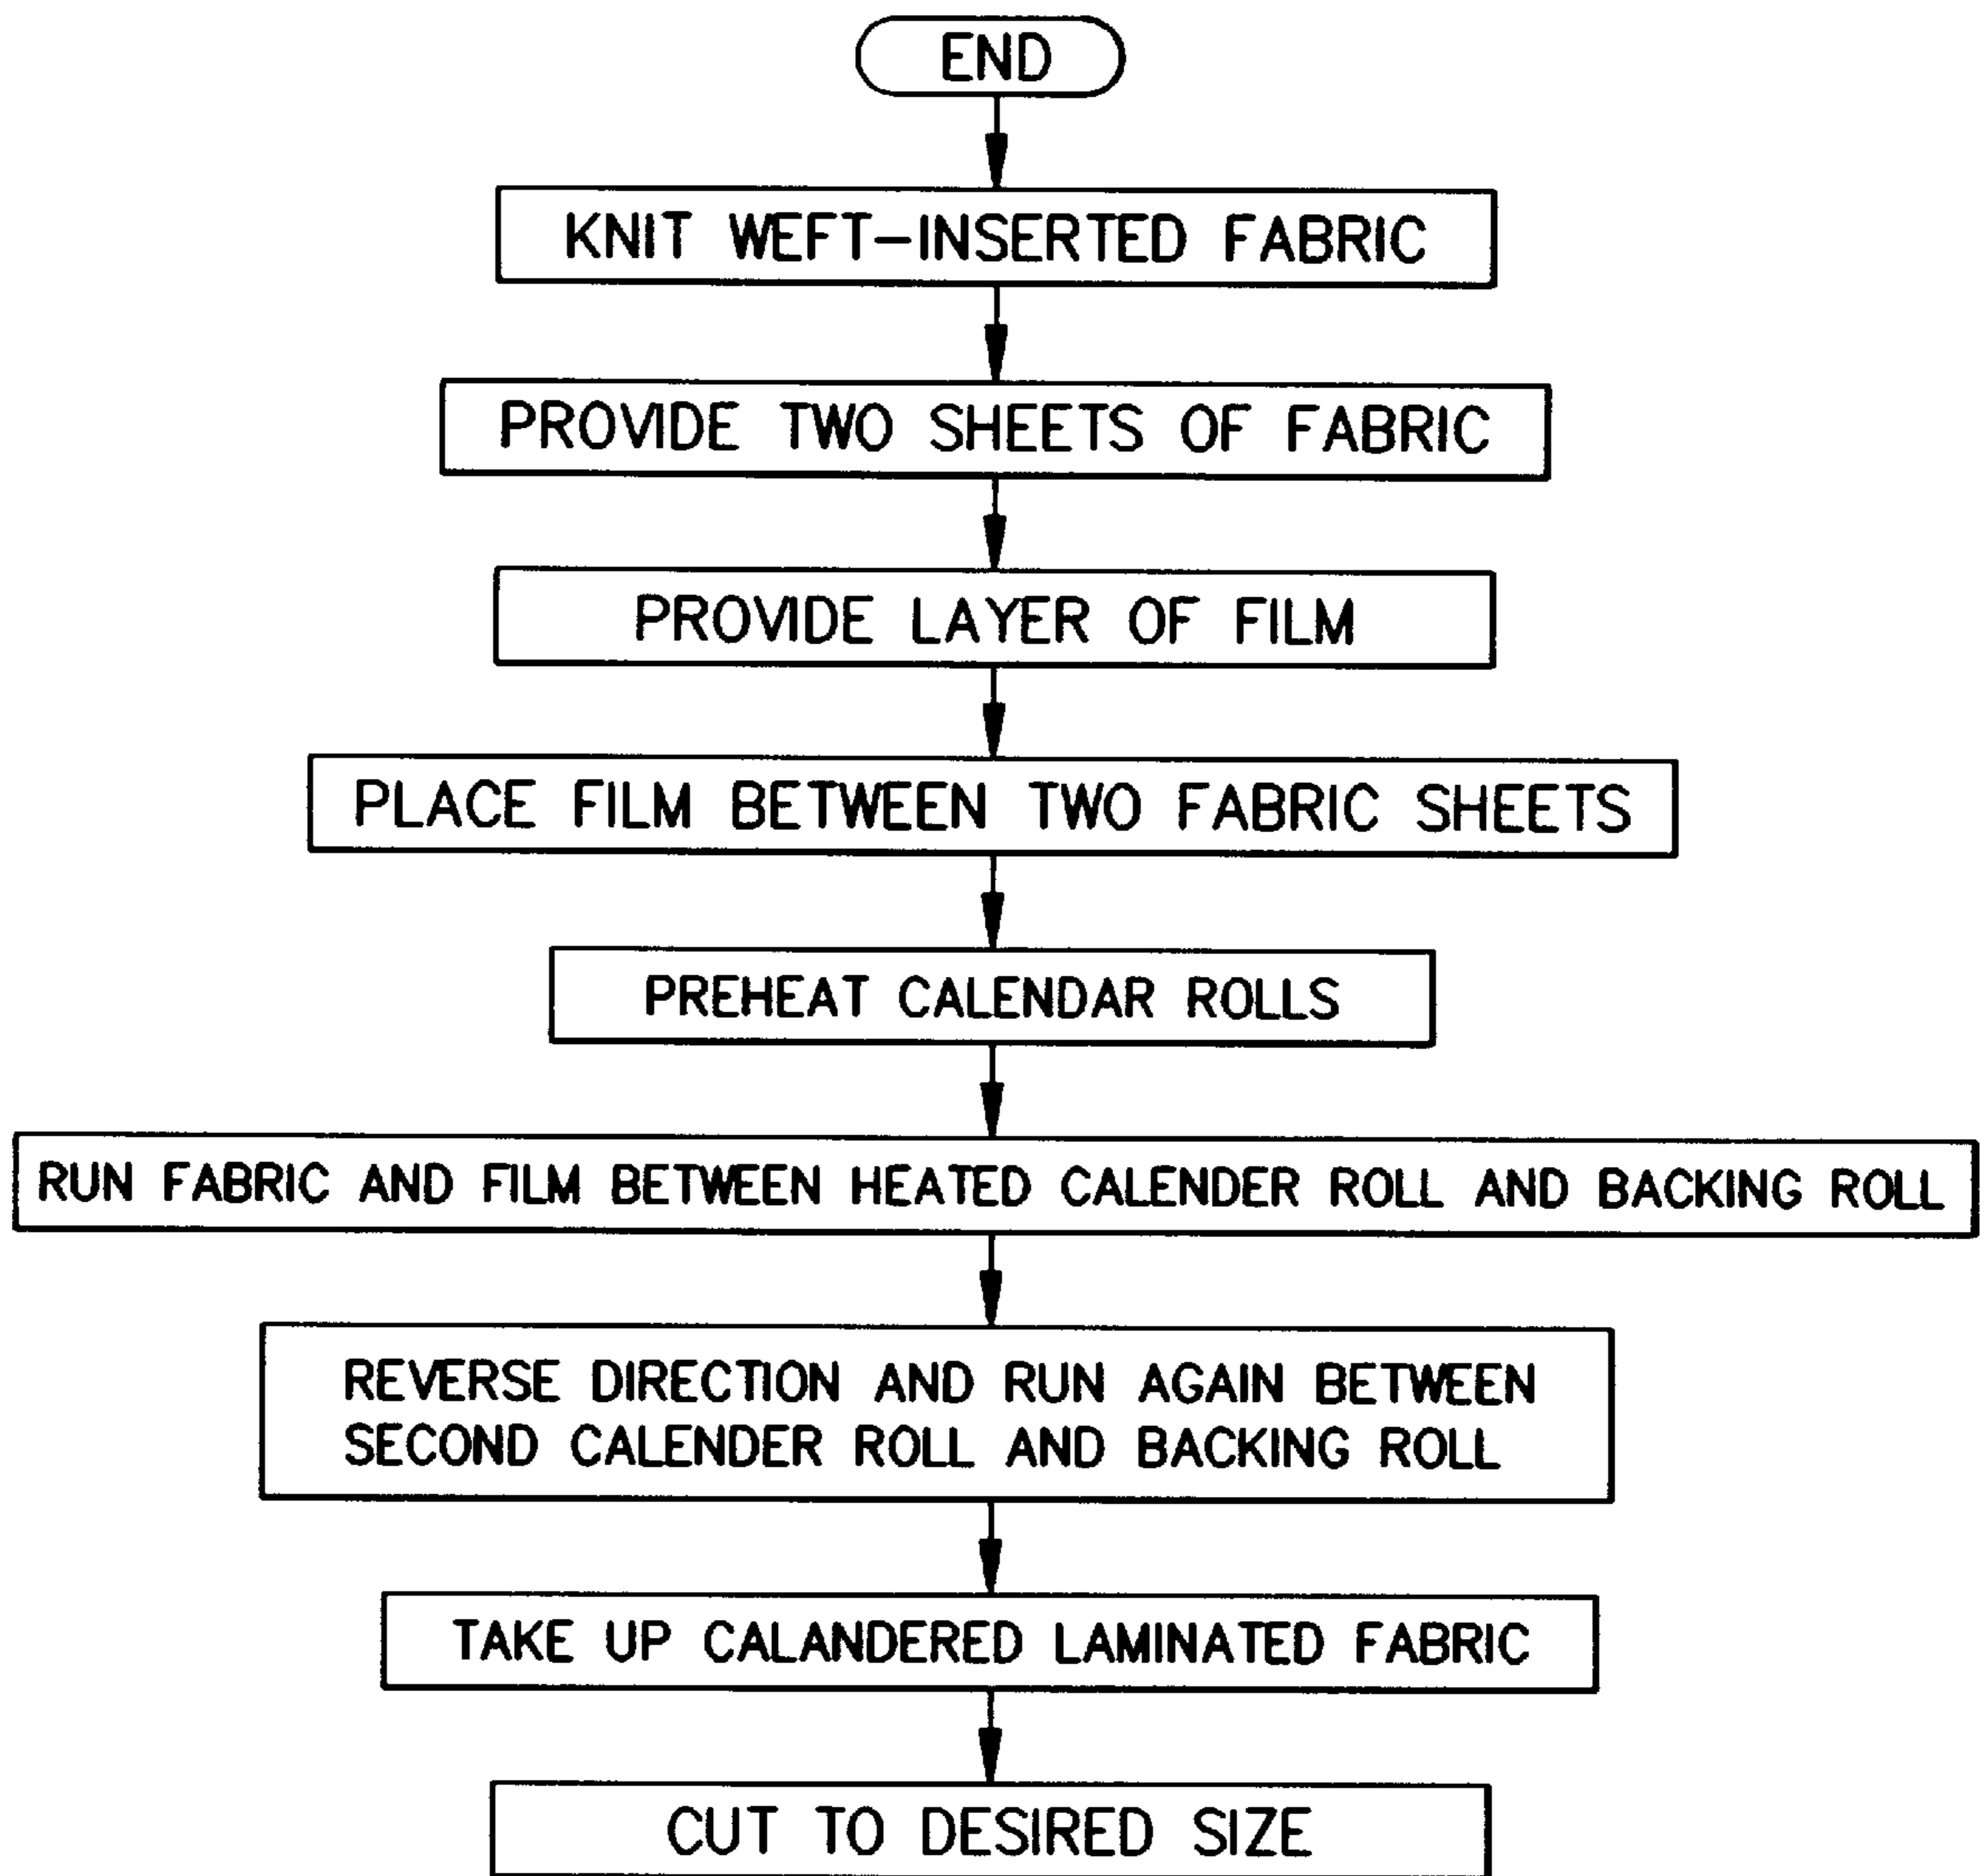 END
KNIT WEFT-INSERTED FABRIC
PROVIDE TWO SHEETS OF FABRIC
PROVIDE LAYER OF FILM
PLACE FILM BETWEEN TWO FABRIC SHEETS
PREHEAT CALENDAR ROLLS
RUN FABRIC AND FILM BETWEEN HEATED CALENDER ROLL AND BACKING ROLL
REVERSE DIRECTION AND RUN AGAIN BETWEEN
SECOND CALENDER ROLL AND BACKING ROLL
TAKE UP CALANDERED LAMINATED FABRIC
CUT TO DESIRED SIZE